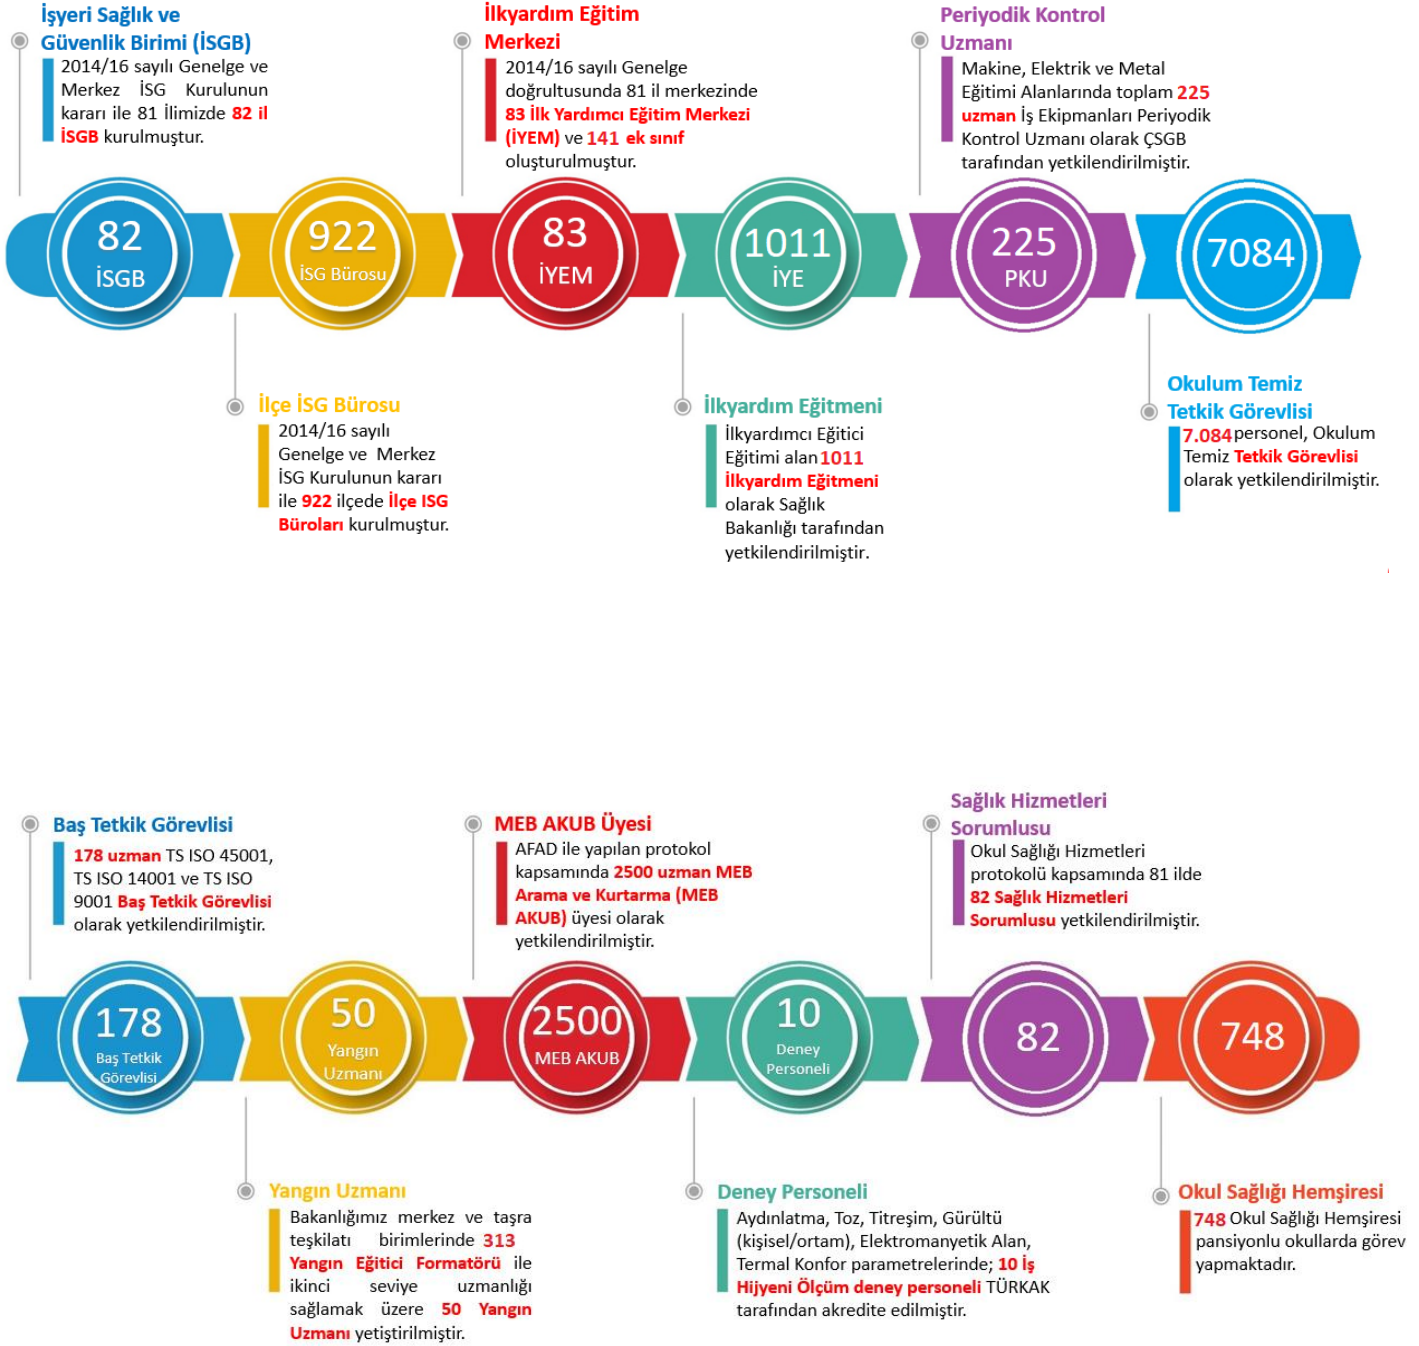 İşyeri Sağlık ve
Güvenlik Birimi (İSGB)
2014/16 sayılı Genelge ve
Merkez İSG Kurulunun
kararı ile 81 İlimizde 82 il
İSGB kurulmuştur.
İlkyardım Eğitim
Merkezi
2014/16 sayılı Genelge
doğrultusunda 81 il merkezinde
83 İlk Yardımcı Eğitim Merkezi
(İYEM) ve 141 ek sınıf
oluşturulmuştur.
Periyodik Kontrol
Uzmanı
Makine, Elektrik ve Metal
Eğitimi Alanlarında toplam 225
uzman İş Ekipmanları Periyodik
Kontrol Uzmanı olarak ÇSGB
tarafından yetkilendirilmiştir.
82
İSGB
922
İSG Bürosu
83
İYEM
1011
İYE
225
PKU
7084
İlçe İSG Bürosu
2014/16 sayılı
Genelge ve Merkez
İSG Kurulunun kararı
ile 922 ilçede İlçe ISG
Büroları kurulmuştur.
İlkyardım Eğitmeni
İlkyardımcı Eğitici
Eğitimi alan 1011
İlkyardım Eğitmeni
olarak Sağlık
Bakanlığı tarafından
yetkilendirilmiştir.
Okulum Temiz
Tetkik Görevlisi
7.084 personel, Okulum
Temiz Tetkik Görevlisi
olarak yetkilendirilmiştir.
Baş Tetkik Görevlisi
178 uzman TS ISO 45001,
TS ISO 14001 ve TS ISO
9001 Baş Tetkik Görevlisi
olarak yetkilendirilmiştir.
MEB AKUB Üyesi
AFAD ile yapılan protokol
kapsamında 2500 uzman MEB
Arama ve Kurtarma (MEB
AKUB) üyesi olarak
yetkilendirilmiştir.
Sağlık Hizmetleri
Sorumlusu
Okul Sağlığı Hizmetleri
protokolü kapsamında 81 ilde
82 Sağlık Hizmetleri
Sorumlusu yetkilendirilmiştir.
178
Baş Tetkik
Görevlisi
50
Yangın
Uzmanı
2500
MEB AKUB
10
Deney
Personeli
82
748
Yangın Uzmanı
Bakanlığımız merkez ve taşra
teşkilatı birimlerinde 313
Yangın Eğitici Formatörü ile
ikinci seviye uzmanlığı
sağlamak üzere 50 Yangın
Uzmanı yetiştirilmiştir.
Deney Personeli
Aydınlatma, Toz, Titreşim, Gürültü
(kişisel/ortam), Elektromanyetik Alan,
Termal Konfor parametrelerinde; 10 İş
Hijyeni Ölçüm deney personeli TÜRKAK
tarafından akredite edilmiştir.
Okul Sağlığı Hemşiresi
748 Okul Sağlığı Hemşiresi
pansiyonlu okullarda görev
yapmaktadır.